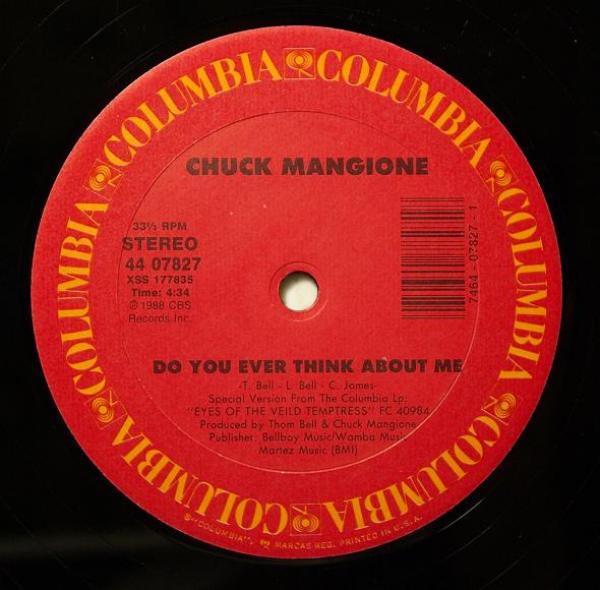 COLUMBIA COLUMBIA COLUMBIA COLUMBIA COLUMBIA COLUMBIA COLUMBIA COLUMBIA
CHUCK MANGIONE
33⅓ RPM
STEREO
44 07827
XSS 177835
Time: 4:34
℗ 1988 CBS
Records Inc.
7464 - 07827 - 1
DO YOU EVER THINK ABOUT ME
-T. Bell - L. Bell - C. James-
Special Version From The Columbia Lp:
"EYES OF THE VEILD TEMPTRESS" FC 40984
Produced by Thom Bell & Chuck Mangione
Publisher: Bellboy Music/Wamba Music
Martez Music (BMI)
®"COLUMBIA", MARCAS REG. PRINTED IN U.S.A.